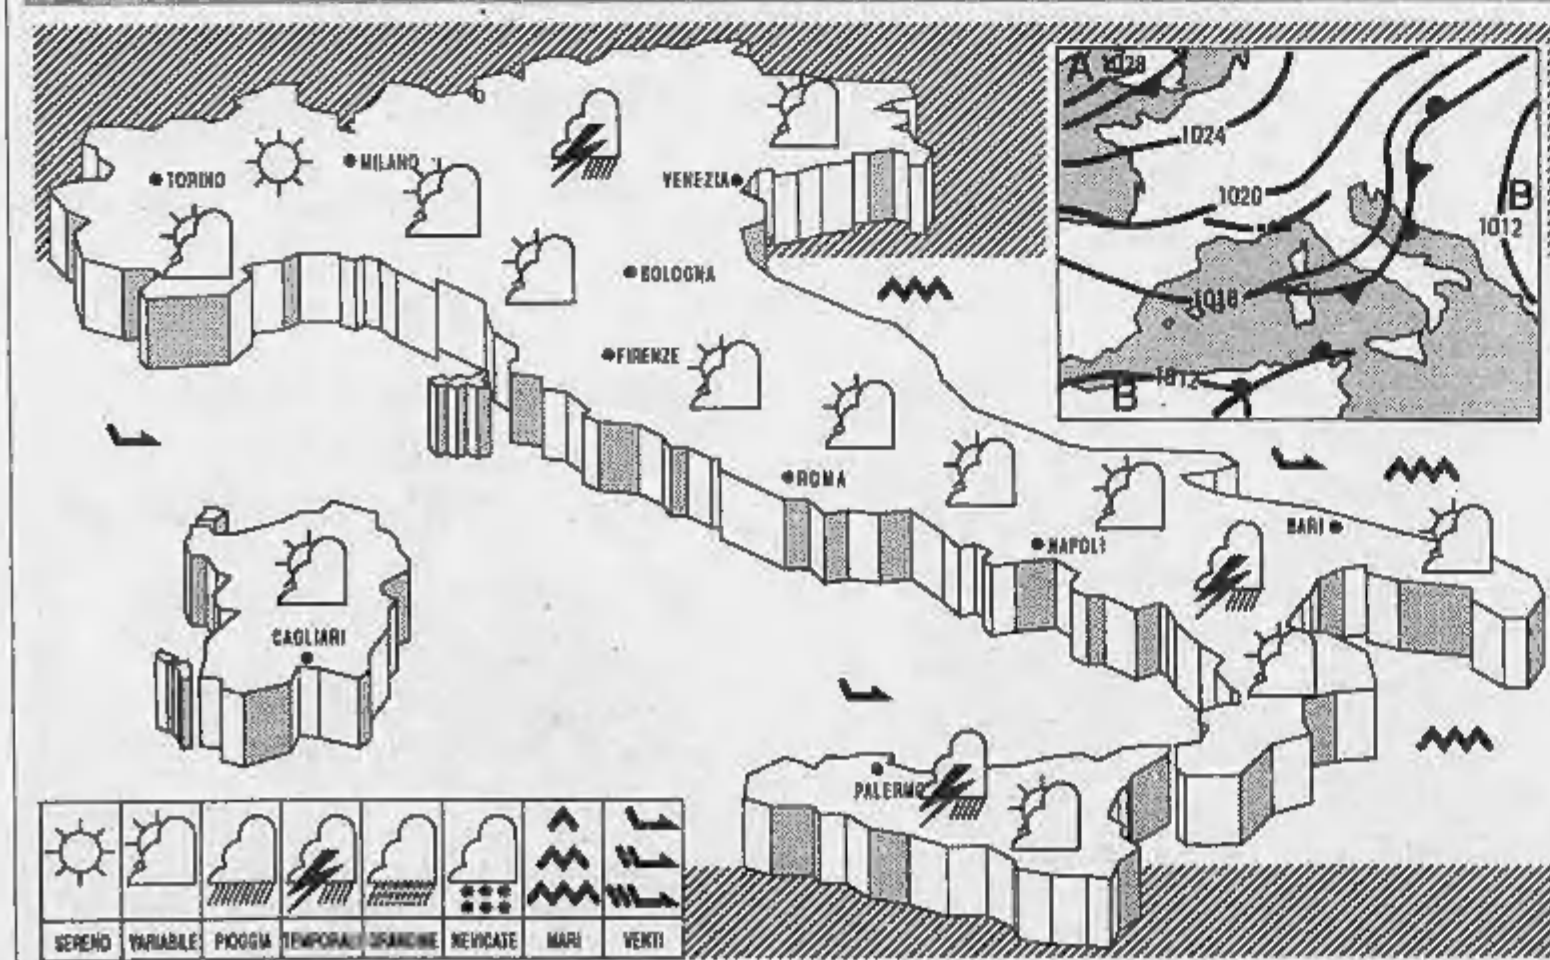 A 1028
1024
1020
B
1012
1016
1012
B
TORINO
MILANO
VENEZIA
BOLOGNA
FIRENZE
ROMA
NAPOLI
BARI
CAGLIARI
PALERMO
SERENO VARIABILE PIOGGIA TEMPORALI GRANDINE NEVICATE MARI VENTI